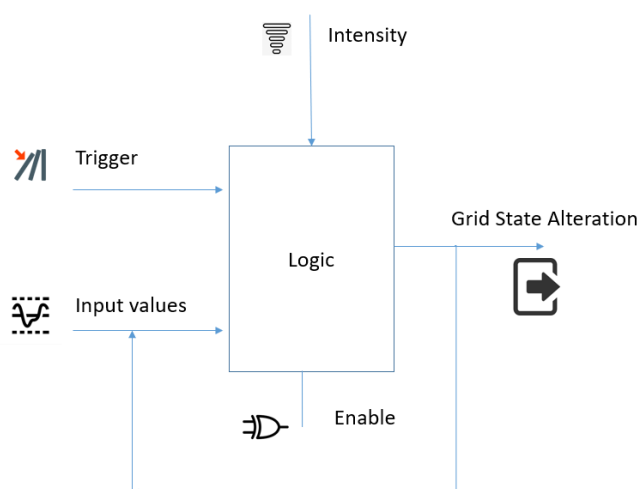 Intensity
Trigger
Grid State Alteration
Logic
Input values
Enable